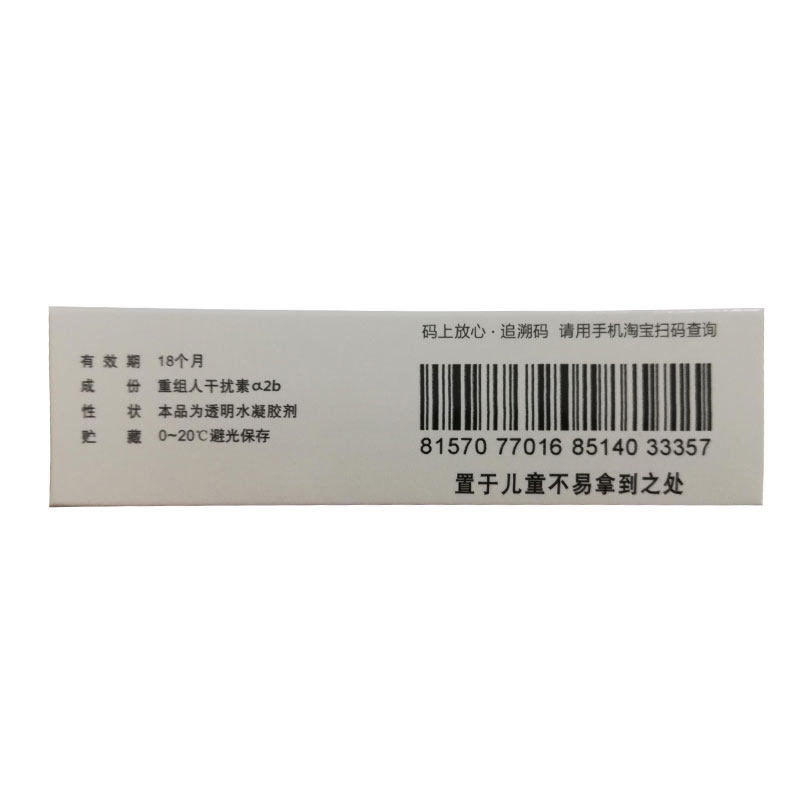 有效期 18个月
成份 重组人干扰素α2b
性状 本品为透明水凝胶剂
贮藏 0~20℃避光保存
码上放心·追溯码 请用手机淘宝扫码查询
81570 77016 85140 33357
置于儿童不易拿到之处